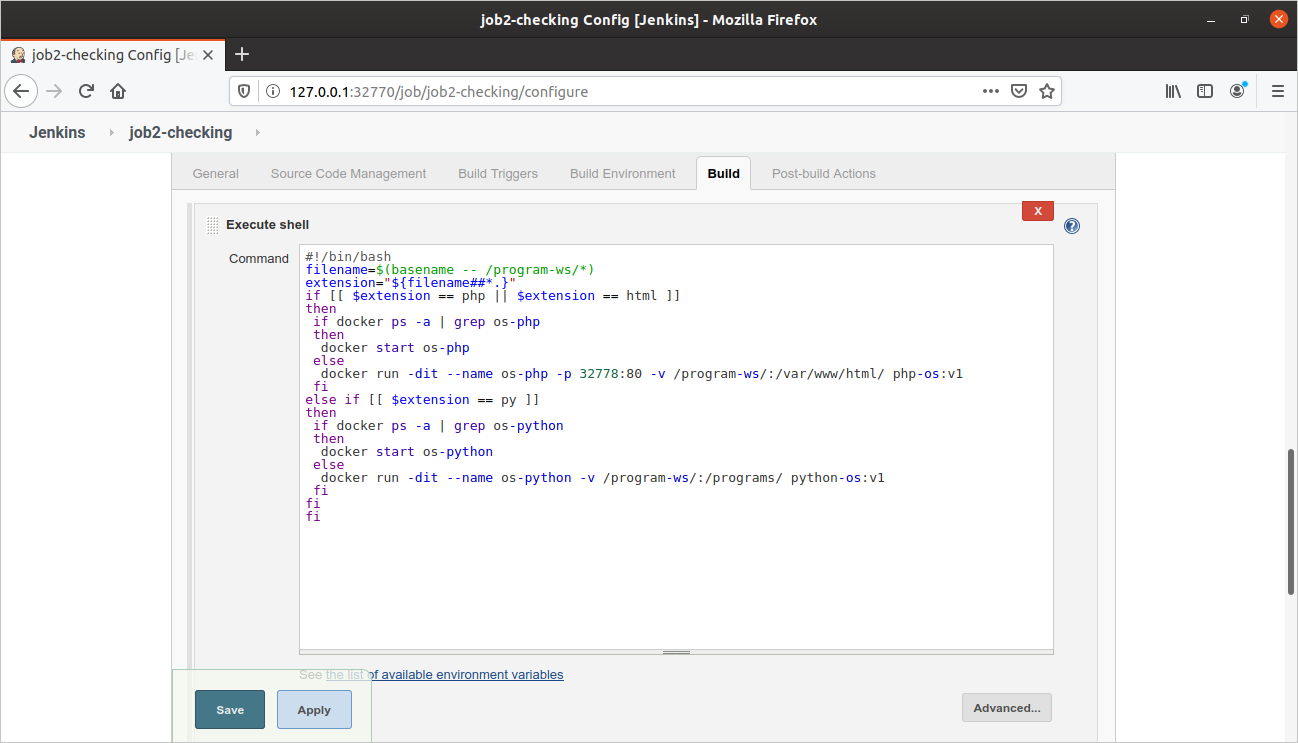 job2-checking Config [Jenkins] - Mozilla Firefox
job2-checking Config [Je
127.0.0.1:32770/job/job2-checking/configure
Jenkins job2-checking
General Source Code Management Build Triggers Build Environment Build Post-build Actions
X
Execute shell
?
Command
#!/bin/bash
filename=$(basename -- /program-ws/*)
extension="${filename##*.}"
if [[ $extension == php || $extension == html ]]
then
 if docker ps -a | grep os-php
 then
  docker start os-php
 else
  docker run -dit --name os-php -p 32778:80 -v /program-ws/:/var/www/html/ php-os:v1
 fi
else if [[ $extension == py ]]
then
 if docker ps -a | grep os-python
 then
  docker start os-python
 else
  docker run -dit --name os-python -v /program-ws/:/programs/ python-os:v1
 fi
fi
fi
See the list of available environment variables
Save Apply Advanced...